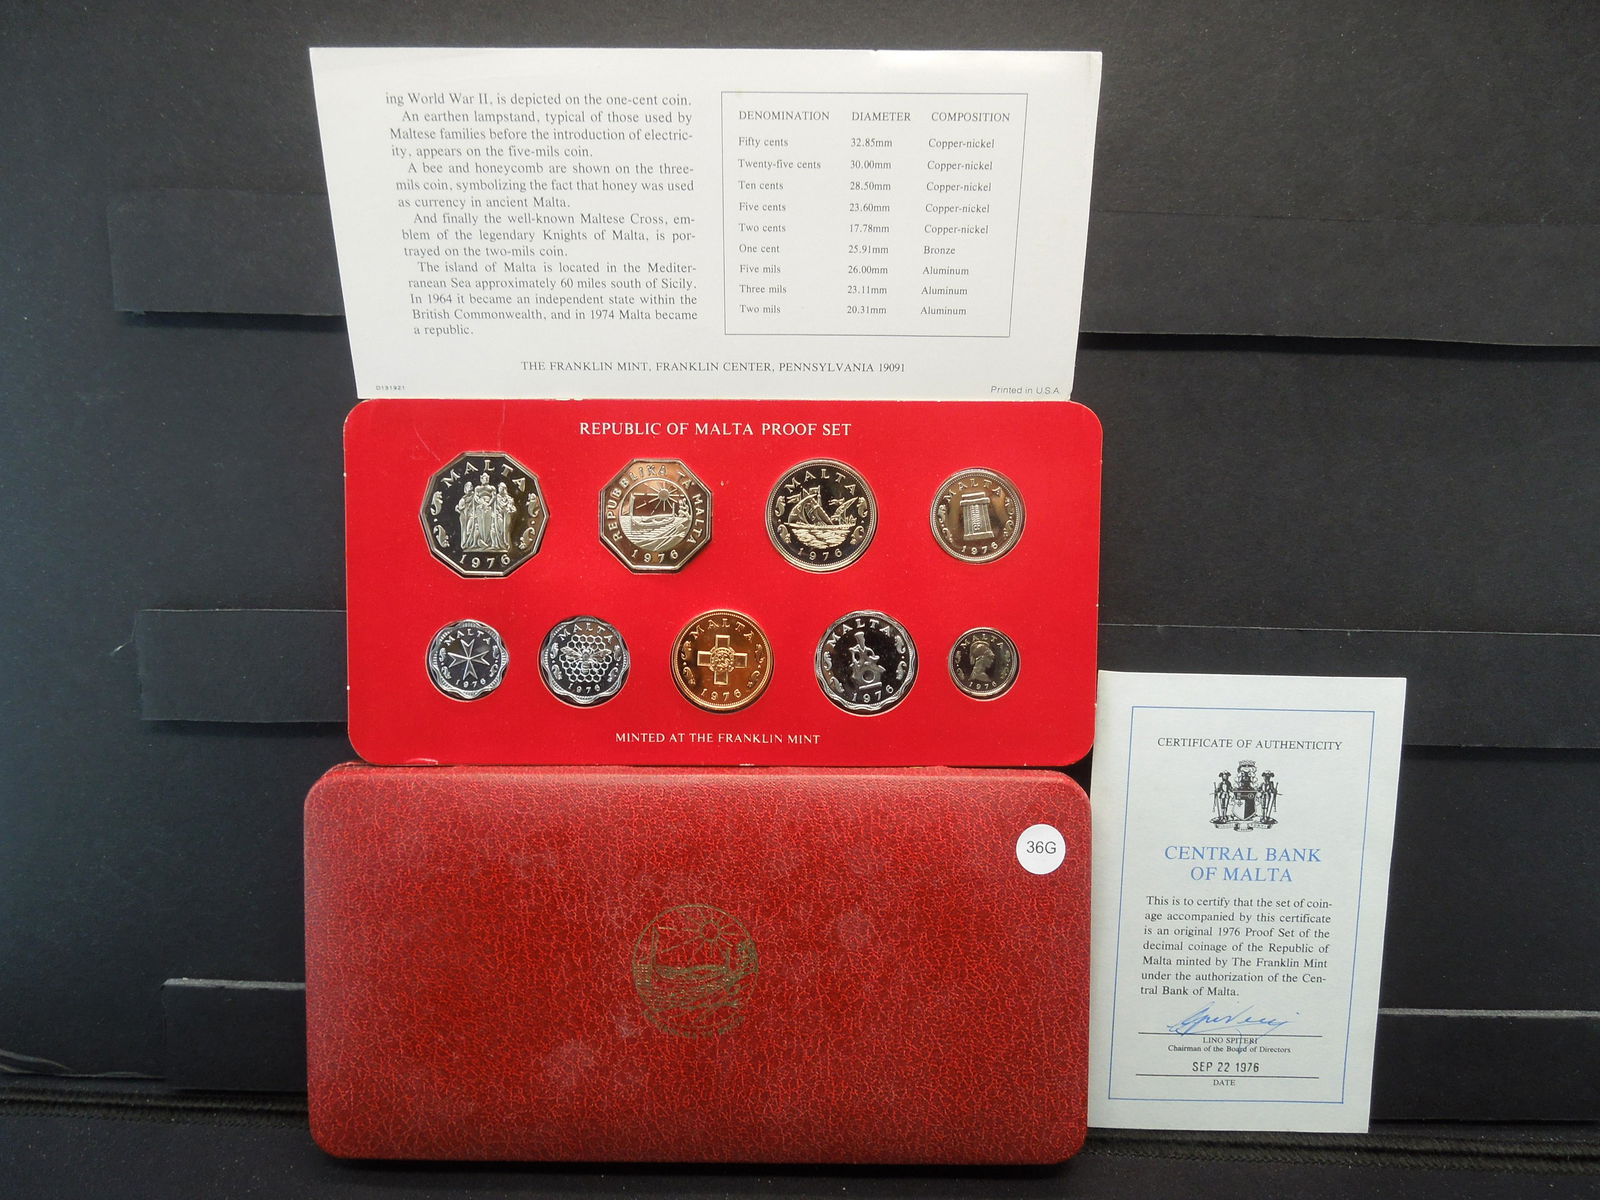 ing World War II, is depicted on the one-cent coin.
An earthen lampstand, typical of those used by
Maltese families before the introduction of electric-
ity, appears on the five-mils coin.
A bee and honeycomb are shown on the three-
mils coin, symbolizing the fact that honey was used
as currency in ancient Malta.
And finally the well-known Maltese Cross, em-
blem of the legendary Knights of Malta, is por-
trayed on the two-mils coin.
The island of Malta is located in the Mediter-
ranean Sea approximately 60 miles south of Sicily.
In 1964 it became an independent state within the
British Commonwealth, and in 1974 Malta became
a republic.
DENOMINATION DIAMETER COMPOSITION
Fifty cents 32.85mm Copper-nickel
Twenty-five cents 30.00mm Copper-nickel
Ten cents 28.50mm Copper-nickel
Five cents 23.60mm Copper-nickel
Two cents 17.78mm Copper-nickel
One cent 25.91mm Bronze
Five mils 26.00mm Aluminum
Three mils 23.11mm Aluminum
Two mils 20.31mm Aluminum
THE FRANKLIN MINT, FRANKLIN CENTER, PENNSYLVANIA 19091
D131921
Printed in U.S.A.
REPUBLIC OF MALTA PROOF SET
MALTA
1976
REPUBBLIKA TA MALTA
1976
MALTA
1976
MALTA
1976
MALTA
1976
MALTA
1976
MALTA
1976
MALTA
1976
MALTA
1976
MINTED AT THE FRANKLIN MINT
36G
CERTIFICATE OF AUTHENTICITY
CENTRAL BANK
OF MALTA
This is to certify that the set of coin-
age accompanied by this certificate
is an original 1976 Proof Set of the
decimal coinage of the Republic of
Malta minted by The Franklin Mint
under the authorization of the Cen-
tral Bank of Malta.
LINO SPITERI
Chairman of the Board of Directors
SEP 22 1976
DATE